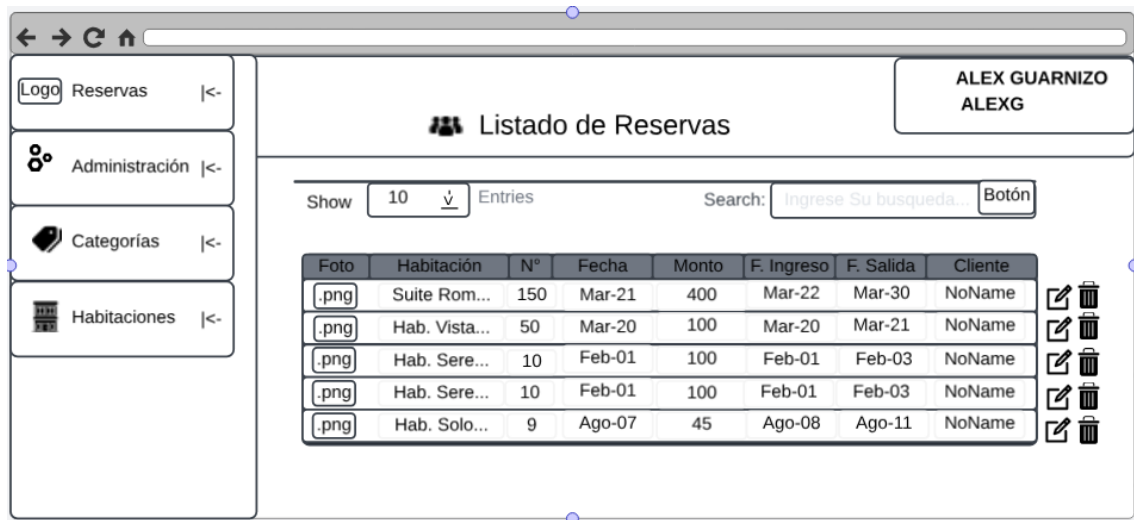 Logo Reservas |<-
Administración |<-
Categorías |<-
Habitaciones |<-
ALEX GUARNIZO
ALEXG
Listado de Reservas
Show 10 v Entries Search: Ingrese Su busqueda... Botón
Foto Habitación N° Fecha Monto F. Ingreso F. Salida Cliente
.png Suite Rom... 150 Mar-21 400 Mar-22 Mar-30 NoName
.png Hab. Vista... 50 Mar-20 100 Mar-20 Mar-21 NoName
.png Hab. Sere... 10 Feb-01 100 Feb-01 Feb-03 NoName
.png Hab. Sere... 10 Feb-01 100 Feb-01 Feb-03 NoName
.png Hab. Solo... 9 Ago-07 45 Ago-08 Ago-11 NoName